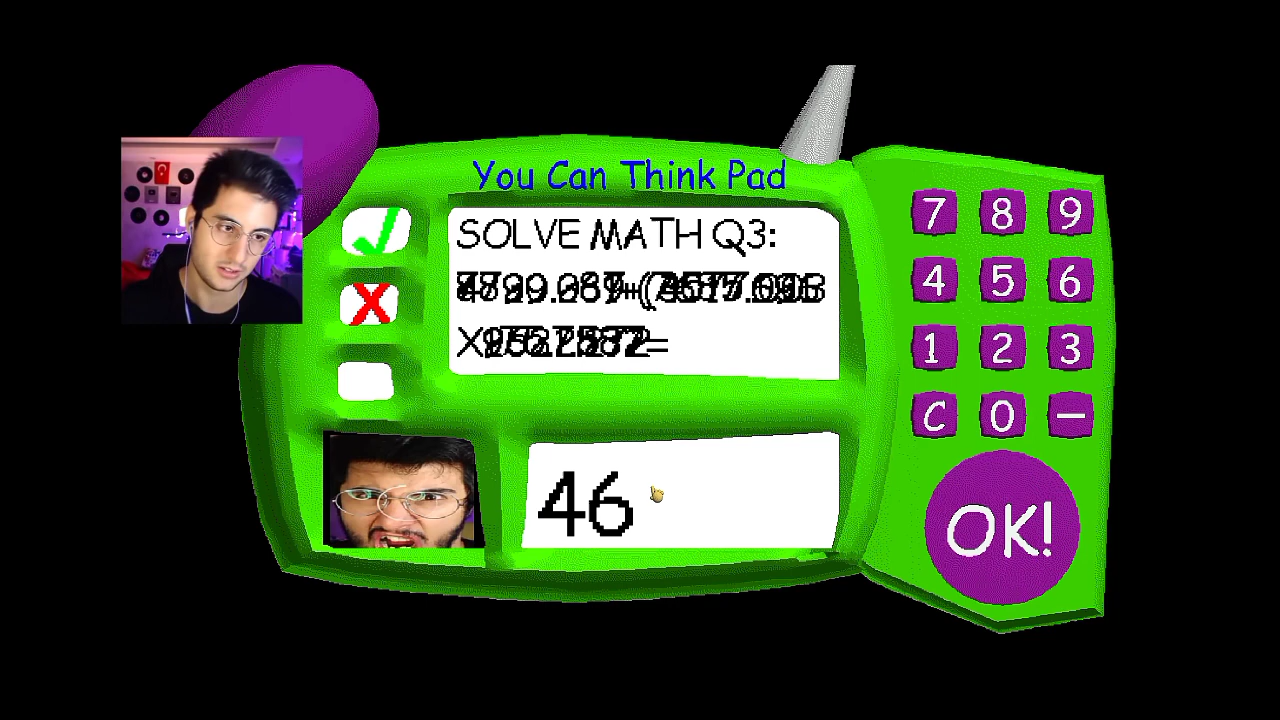 You Can Think Pad
SOLVE MATH Q3:
46
7 8 9
4 5 6
1 2 3
C 0 –
OK!